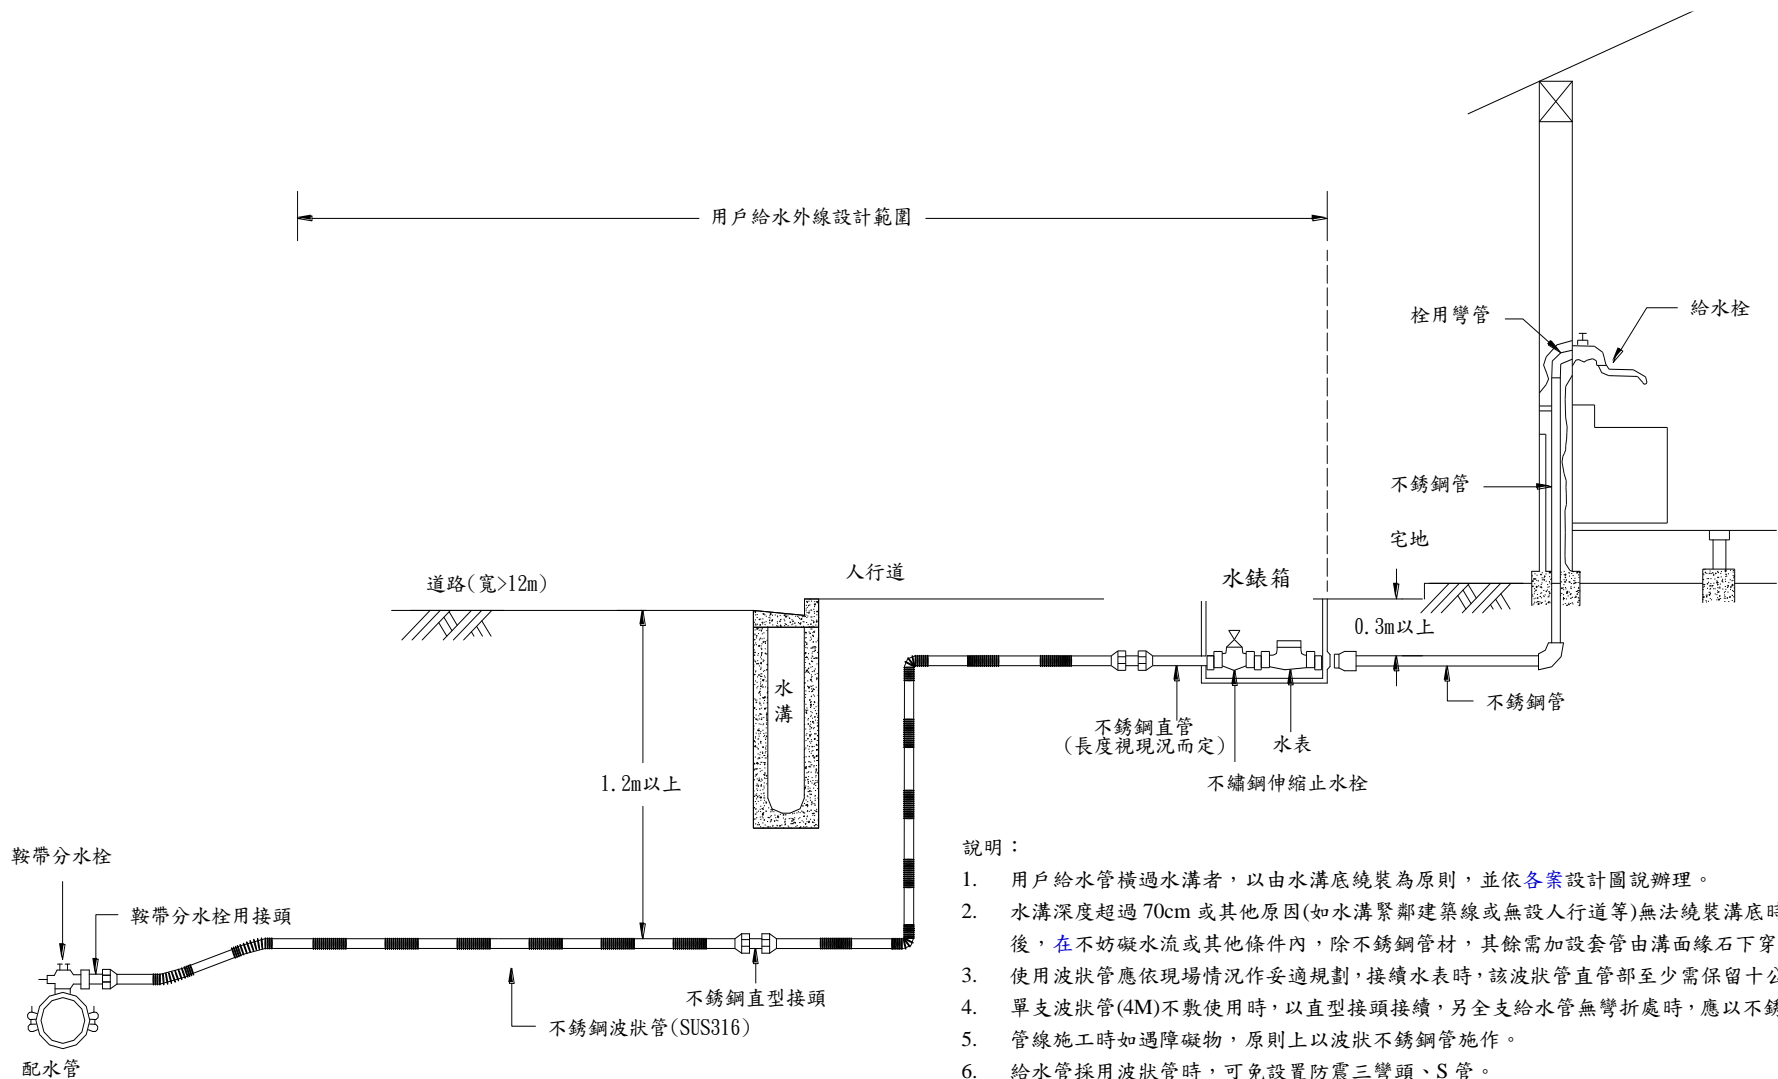 用戶給水外線設計範圍
栓用彎管
給水栓
不銹鋼管
宅地
道路(寬>12m)
人行道
水錶箱
0.3m以上
水溝
不銹鋼管
不銹鋼直管
(長度視現況而定)
水表
不繡鋼伸縮止水栓
1.2m以上
鞍帶分水栓
鞍帶分水栓用接頭
不銹鋼直型接頭
不銹鋼波狀管(SUS316)
配水管
說明：
1. 用戶給水管橫過水溝者，以由水溝底繞裝為原則，並依各案設計圖說辦理。
2. 水溝深度超過 70cm 或其他原因(如水溝緊鄰建築線或無設人行道等)無法繞裝溝底時
後，在不妨礙水流或其他條件內，除不銹鋼管材，其餘需加設套管由溝面緣石下穿
3. 使用波狀管應依現場情況作妥適規劃，接續水表時，該波狀管直管部至少需保留十公
4. 單支波狀管(4M)不敷使用時，以直型接頭接續，另全支給水管無彎折處時，應以不銹
5. 管線施工時如遇障礙物，原則上以波狀不銹鋼管施作。
6. 給水管採用波狀管時，可免設置防震三彎頭、S 管。